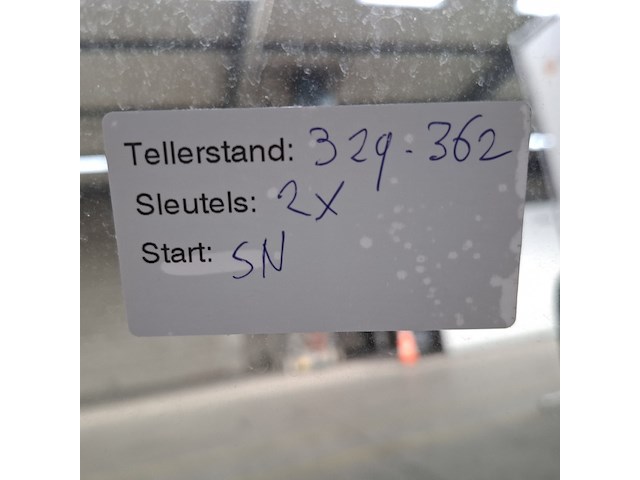 Tellerstand: 329.362
Sleutels: 2x
Start: SN